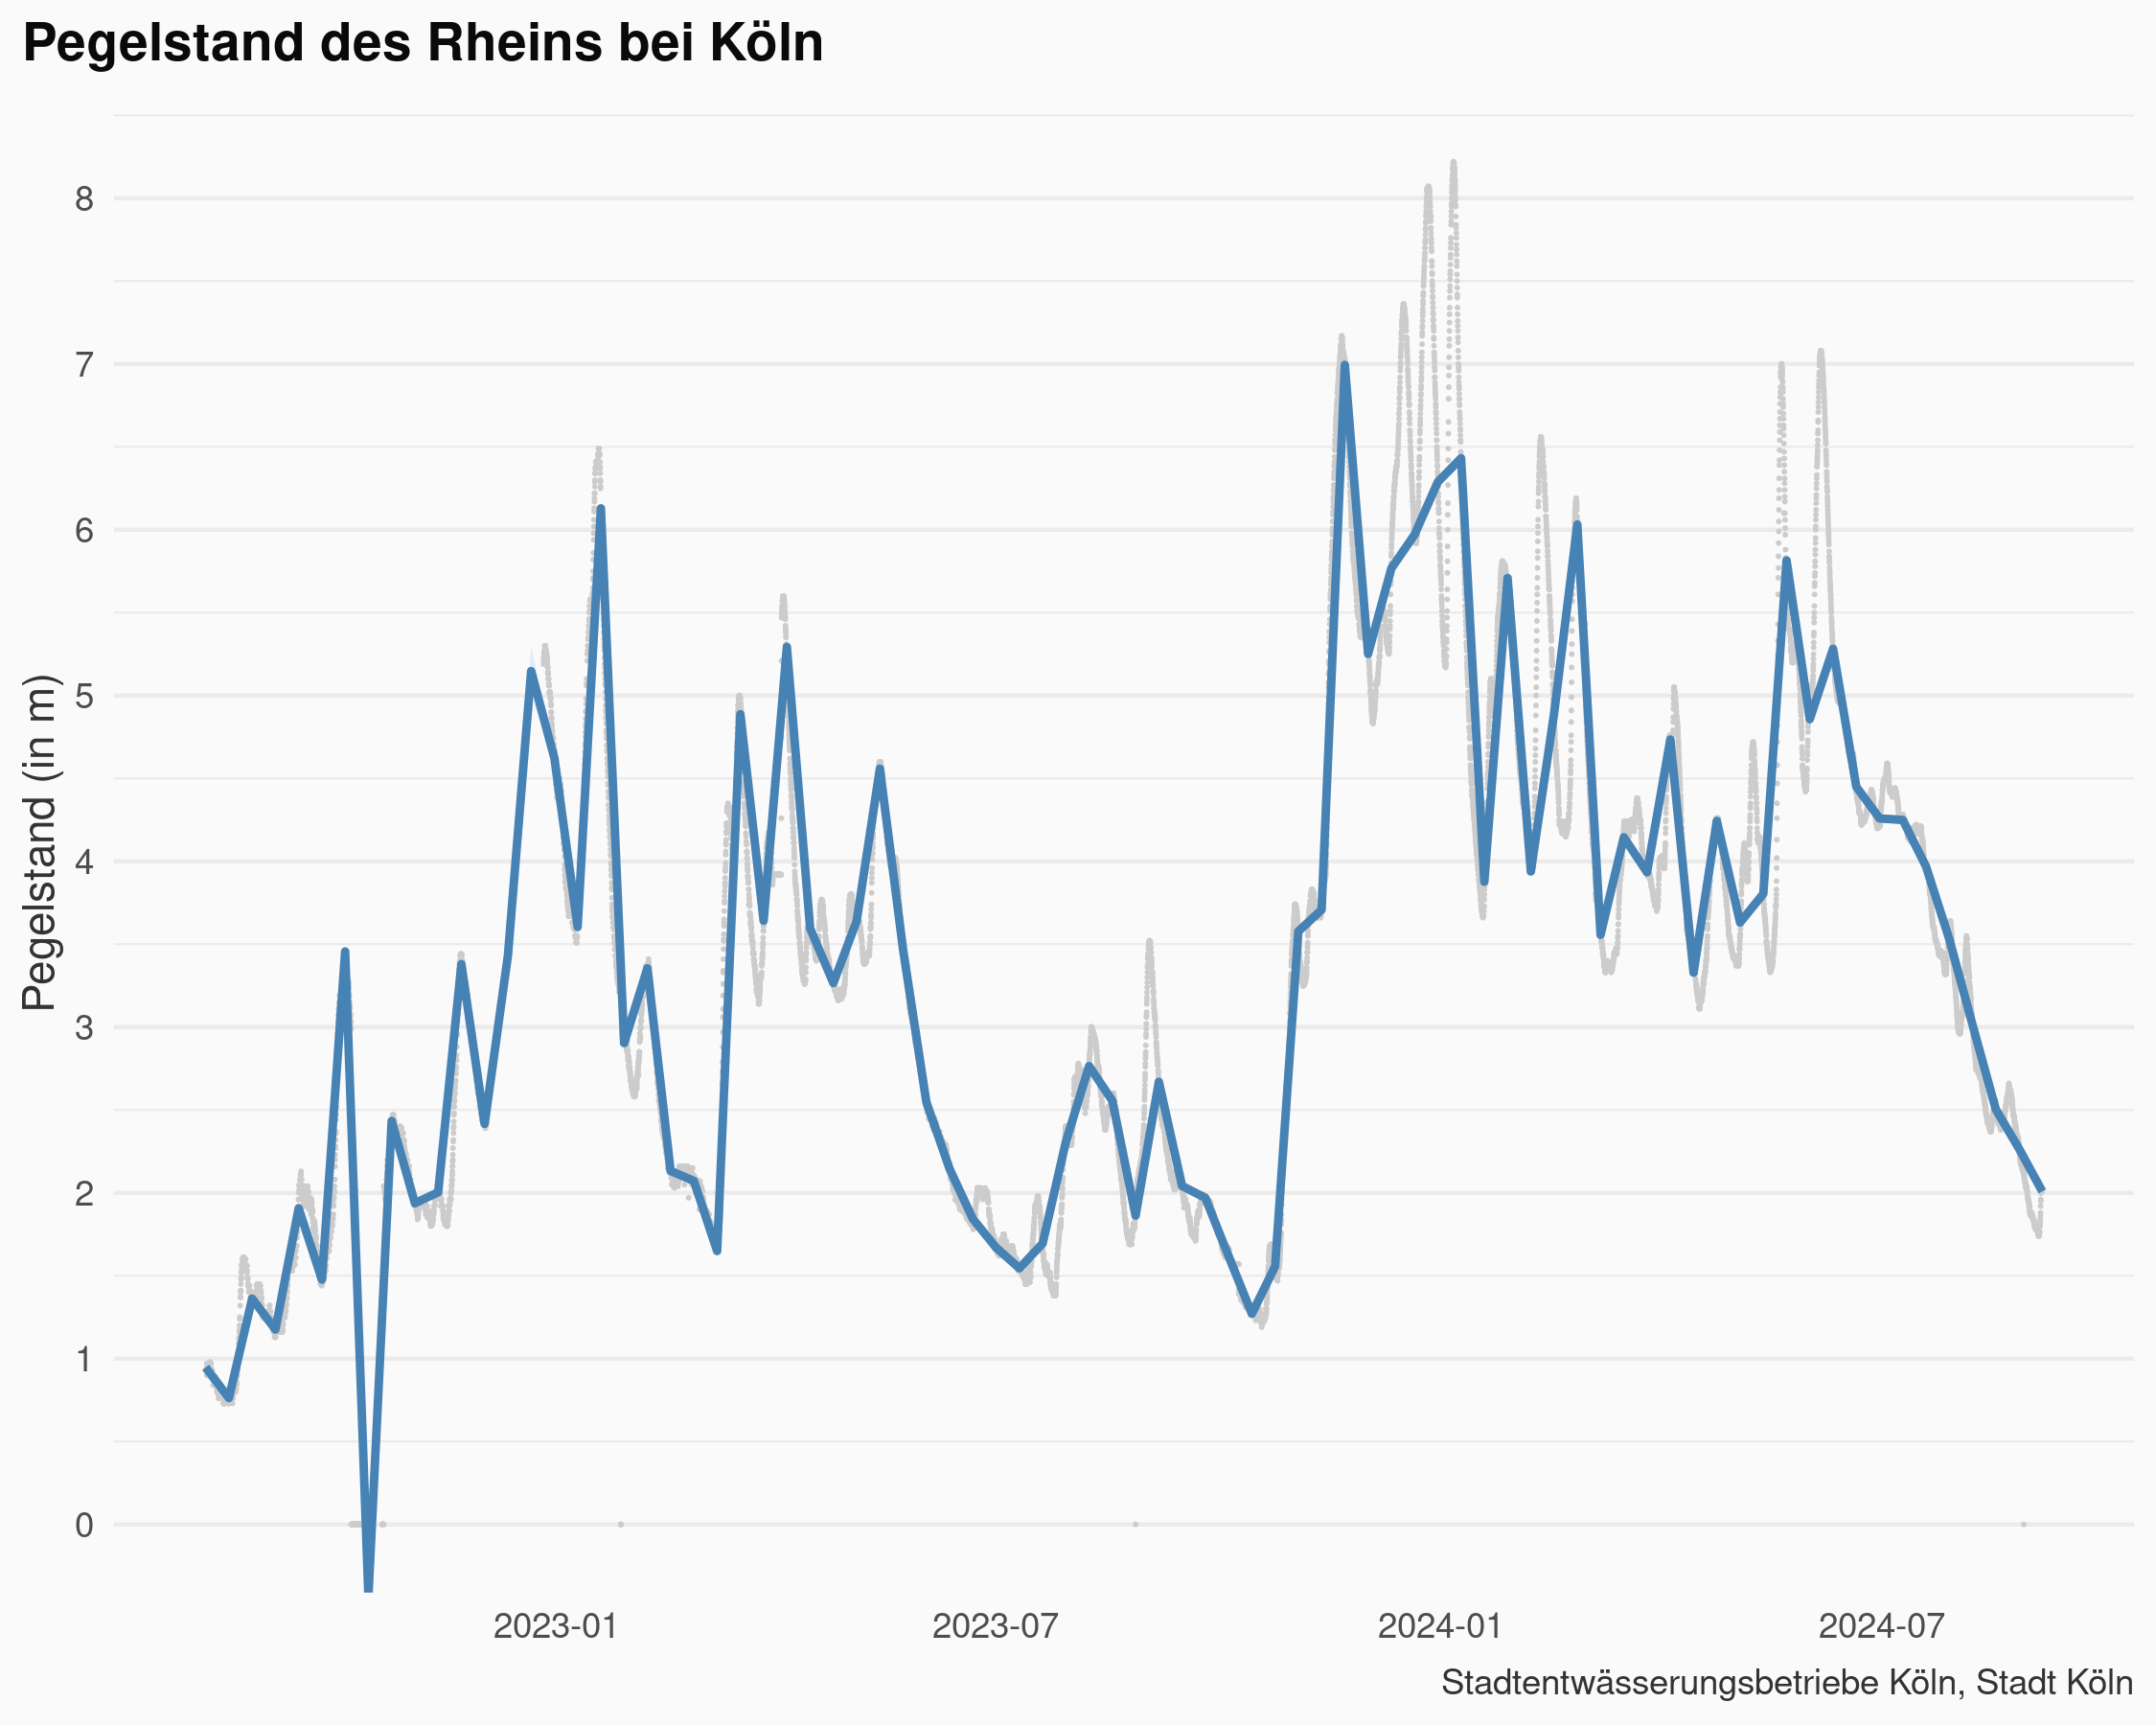 Pegelstand des Rheins bei Köln
Pegelstand (in m)
8
7
6
5
4
3
2
1
0
2023-01 2023-07 2024-01 2024-07
Stadtentwässerungsbetriebe Köln, Stadt Köln